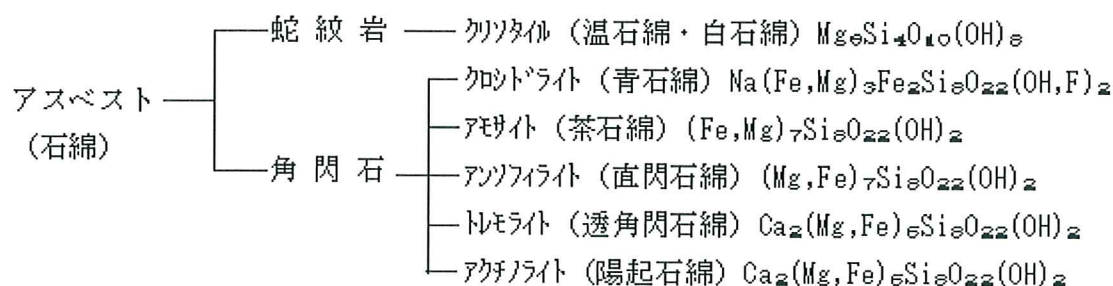 蛇紋岩 クリソタイル（温石綿・白石綿）Mg₆Si₄O₁₀(OH)₈
クロシドライト（青石綿）Na(Fe,Mg)₃Fe₂Si₈O₂₂(OH,F)₂
アスベスト
アモサイト（茶石綿）(Fe,Mg)₇Si₈O₂₂(OH)₂
（石綿）
角閃石 アンソフィライト（直閃石綿）(Mg,Fe)₇Si₈O₂₂(OH)₂
トレモライト（透角閃石綿）Ca₂(Mg,Fe)₅Si₈O₂₂(OH)₂
アクチノライト（陽起石綿）Ca₂(Mg,Fe)₅Si₈O₂₂(OH)₂